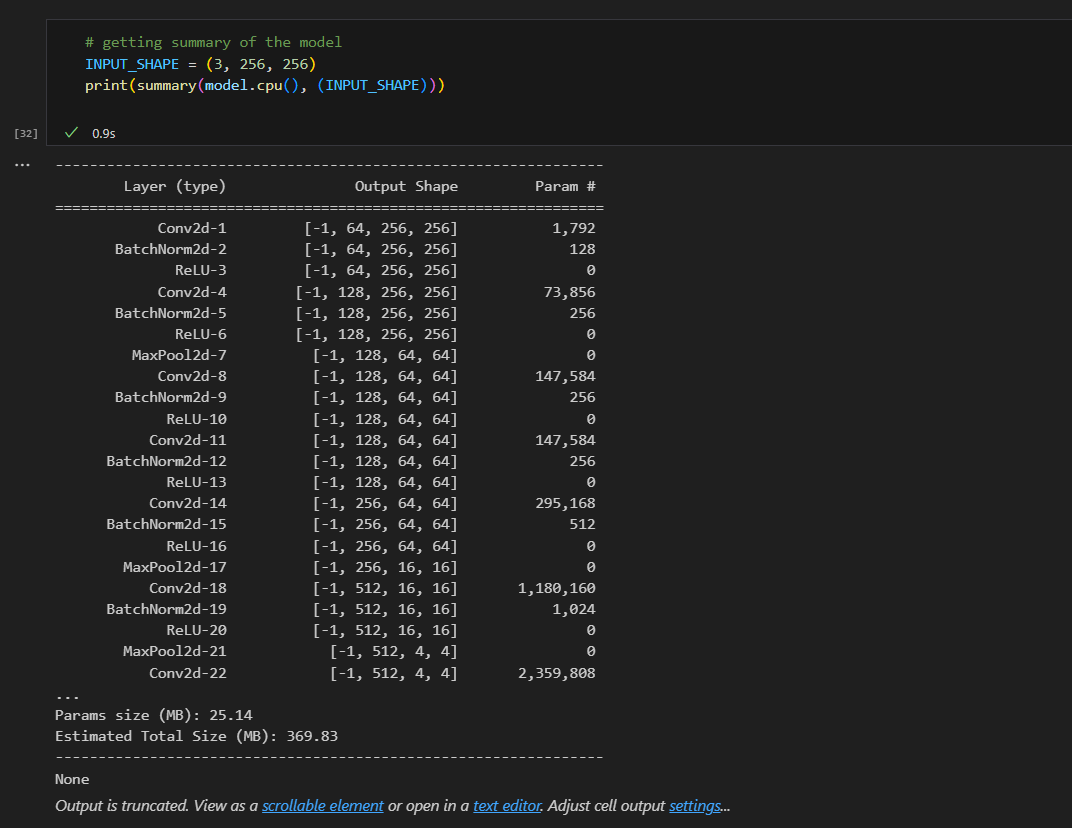 # getting summary of the model
INPUT_SHAPE = (3, 256, 256)
print(summary(model.cpu(), (INPUT_SHAPE)))
[32] ✓ 0.9s
...
----------------------------------------------------------------
Layer (type) Output Shape Param #
================================================================
Conv2d-1 [-1, 64, 256, 256] 1,792
BatchNorm2d-2 [-1, 64, 256, 256] 128
ReLU-3 [-1, 64, 256, 256] 0
Conv2d-4 [-1, 128, 256, 256] 73,856
BatchNorm2d-5 [-1, 128, 256, 256] 256
ReLU-6 [-1, 128, 256, 256] 0
MaxPool2d-7 [-1, 128, 64, 64] 0
Conv2d-8 [-1, 128, 64, 64] 147,584
BatchNorm2d-9 [-1, 128, 64, 64] 256
ReLU-10 [-1, 128, 64, 64] 0
Conv2d-11 [-1, 128, 64, 64] 147,584
BatchNorm2d-12 [-1, 128, 64, 64] 256
ReLU-13 [-1, 128, 64, 64] 0
Conv2d-14 [-1, 256, 64, 64] 295,168
BatchNorm2d-15 [-1, 256, 64, 64] 512
ReLU-16 [-1, 256, 64, 64] 0
MaxPool2d-17 [-1, 256, 16, 16] 0
Conv2d-18 [-1, 512, 16, 16] 1,180,160
BatchNorm2d-19 [-1, 512, 16, 16] 1,024
ReLU-20 [-1, 512, 16, 16] 0
MaxPool2d-21 [-1, 512, 4, 4] 0
Conv2d-22 [-1, 512, 4, 4] 2,359,808
...
Params size (MB): 25.14
Estimated Total Size (MB): 369.83
----------------------------------------------------------------
None
Output is truncated. View as a scrollable element or open in a text editor. Adjust cell output settings...